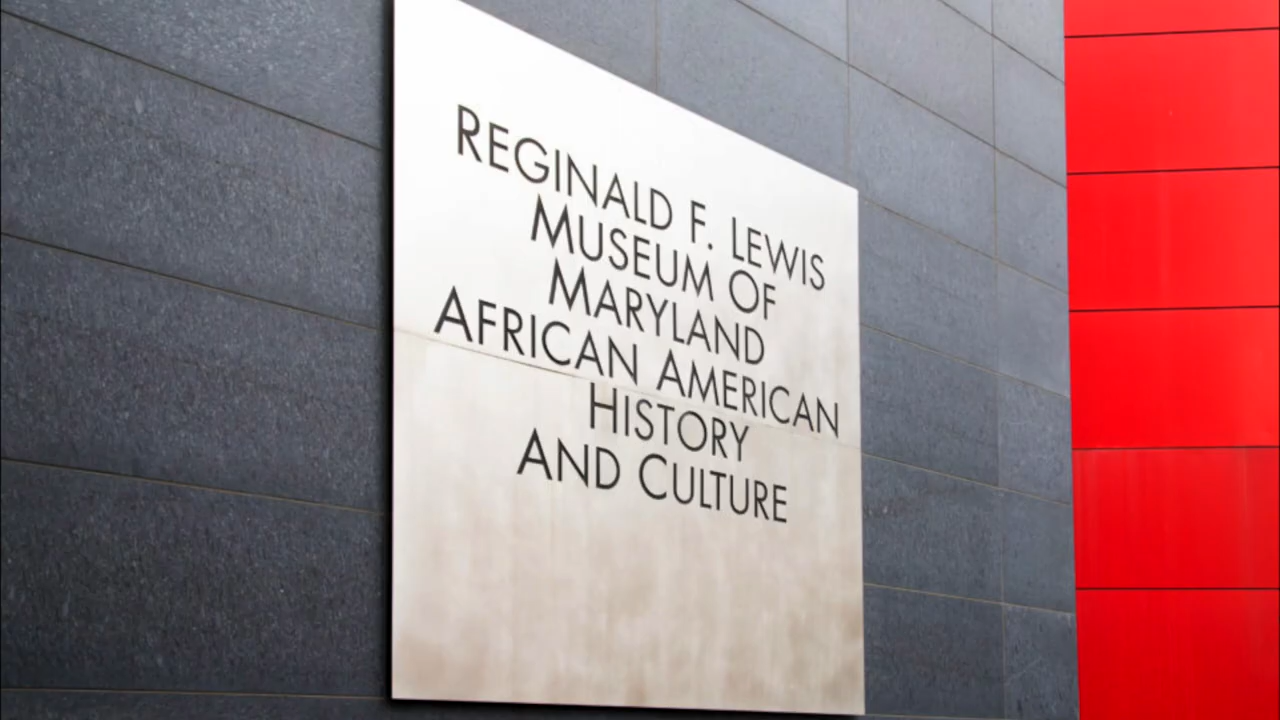 REGINALD F. LEWIS
MUSEUM OF
MARYLAND
AFRICAN AMERICAN
HISTORY
AND CULTURE